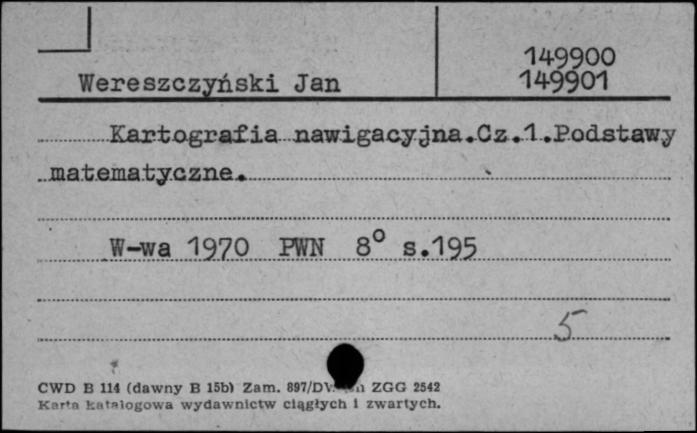 149900
Wereszczyński Jan 149901
Kartografia nawigacyjna.Cz.1.Podstawy
matematyczne.
W-wa 1970 PWN 8° s.195
5
CWD B 114 (dawny B 15b) Zam. 897/DV ZGG 2542
Karta katalogowa wydawnictw ciągłych i zwartych.